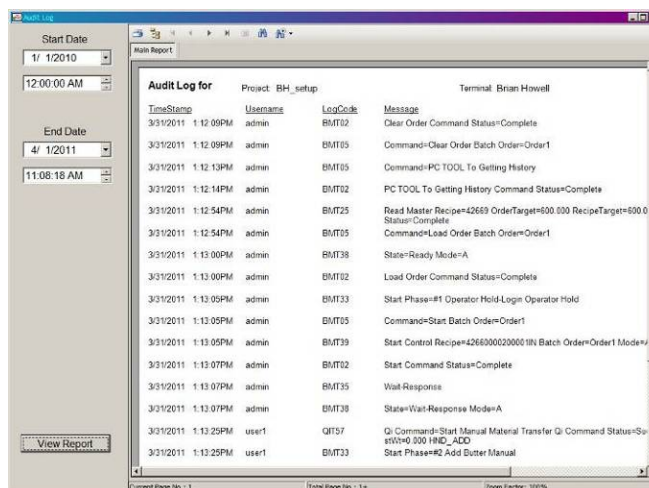 Audit Log
Start Date
1/ 1/2010
12:00:00 AM
End Date
4/ 1/2011
11:08:18 AM
View Report
Main Report
Audit Log for Project: BH_setup Terminal: Brian Howell
TimeStamp Username LogCode Message
3/31/2011 1:12:09PM admin BMT02 Clear Order Command Status=Complete
3/31/2011 1:12:09PM admin BMT05 Command=Clear Order Batch Order=Order1
3/31/2011 1:12:13PM admin BMT05 Command=PC TOOL To Getting History
3/31/2011 1:12:14PM admin BMT02 PC TOOL To Getting History Command Status=Complete
3/31/2011 1:12:54PM admin BMT25 Read Master Recipe=42669 OrderTarget=600.000 RecipeTarget=600.0
Status=Complete
3/31/2011 1:12:54PM admin BMT05 Command=Load Order Batch Order=Order1
3/31/2011 1:13:00PM admin BMT38 State=Ready Mode=A
3/31/2011 1:13:00PM admin BMT02 Load Order Command Status=Complete
3/31/2011 1:13:05PM admin BMT33 Start Phase=#1 Operator Hold-Login Operator Hold
3/31/2011 1:13:05PM admin BMT05 Command=Start Batch Order=Order1
3/31/2011 1:13:05PM admin BMT39 Start Control Recipe=42660000200001IN Batch Order=Order1 Mode=A
3/31/2011 1:13:07PM admin BMT02 Start Command Status=Complete
3/31/2011 1:13:07PM admin BMT35 Wait-Response
3/31/2011 1:13:07PM admin BMT38 State=Wait-Response Mode=A
3/31/2011 1:13:25PM user1 QIT57 Qi Command=Start Manual Material Transfer Qi Command Status=Su
stWt=0.000 HND_ADD
3/31/2011 1:13:25PM user1 BMT33 Start Phase=#2 Add Butter Manual
Current Page No.: 1 Total Page No.: 1+ Zoom Factor: 100%